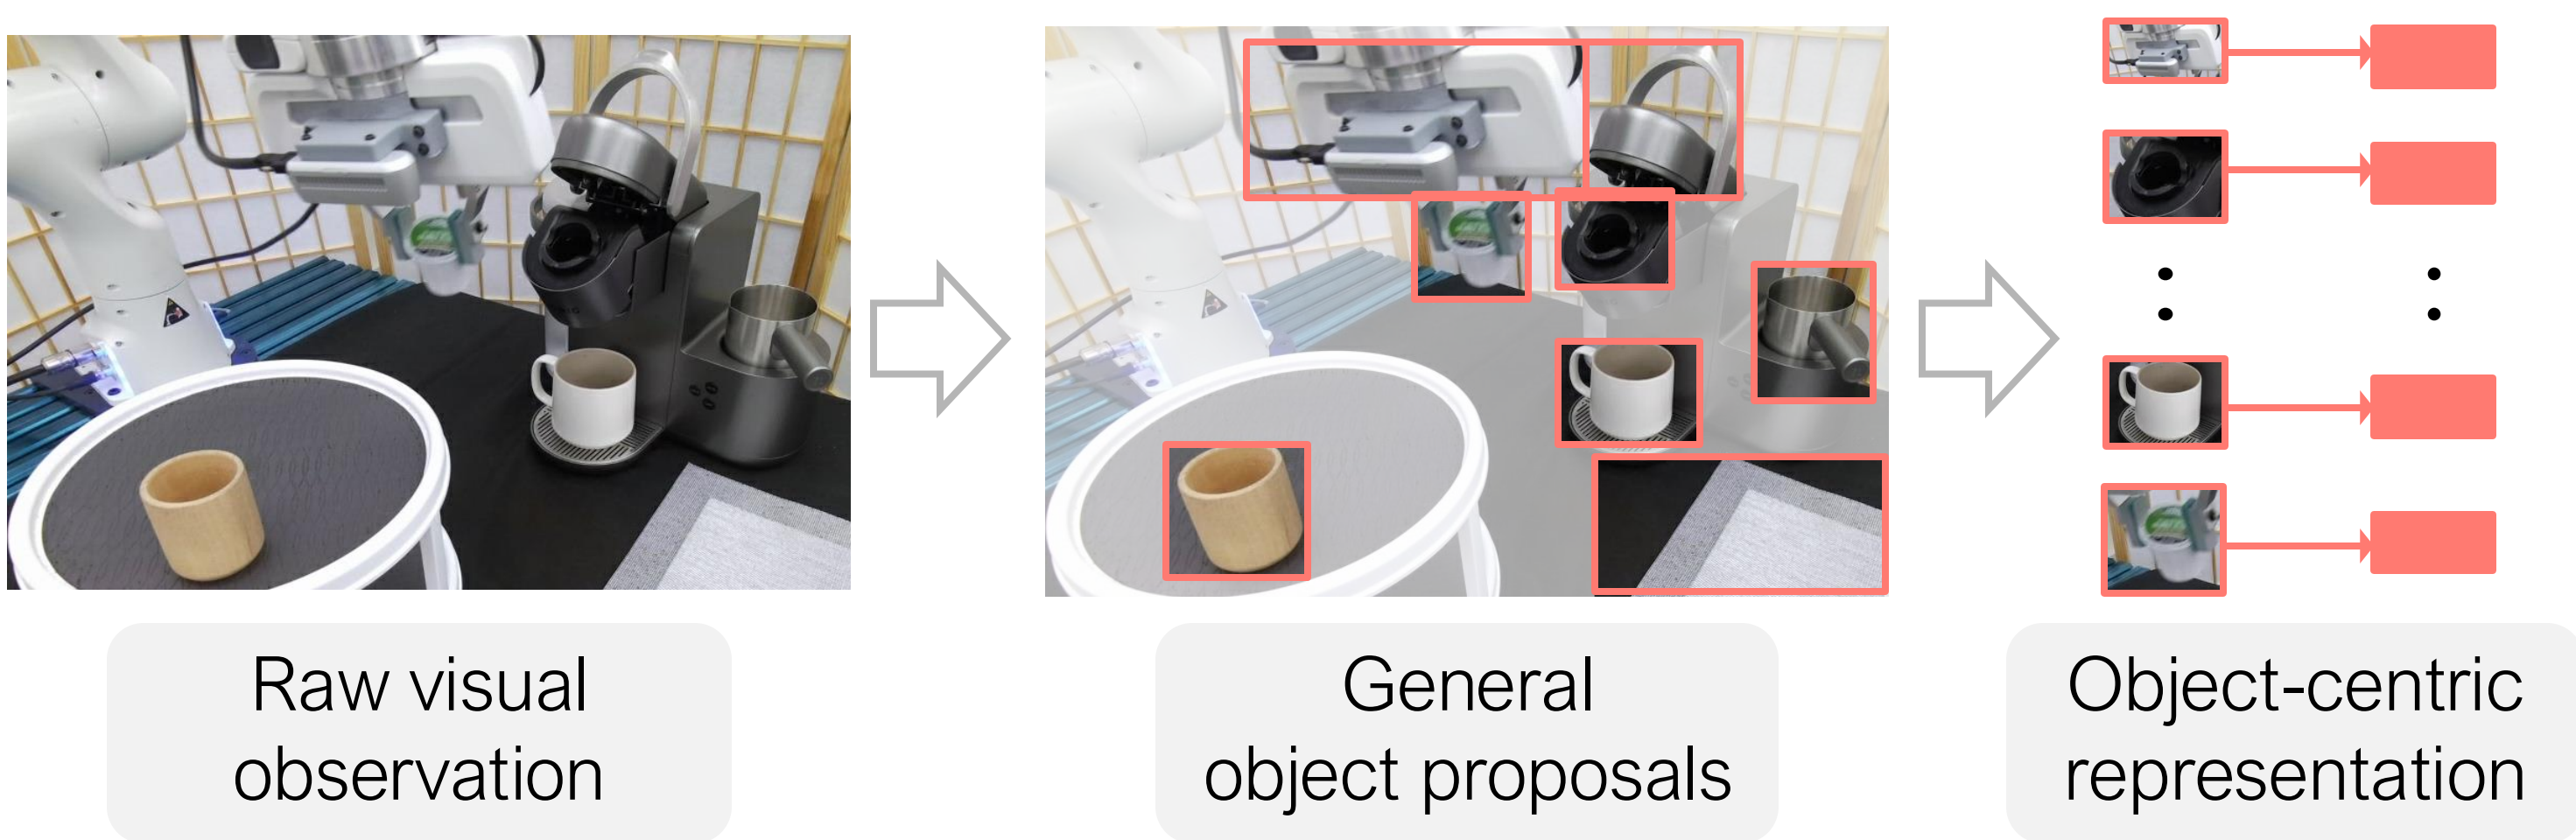 Raw visual
observation
General
object proposals
Object-centric
representation